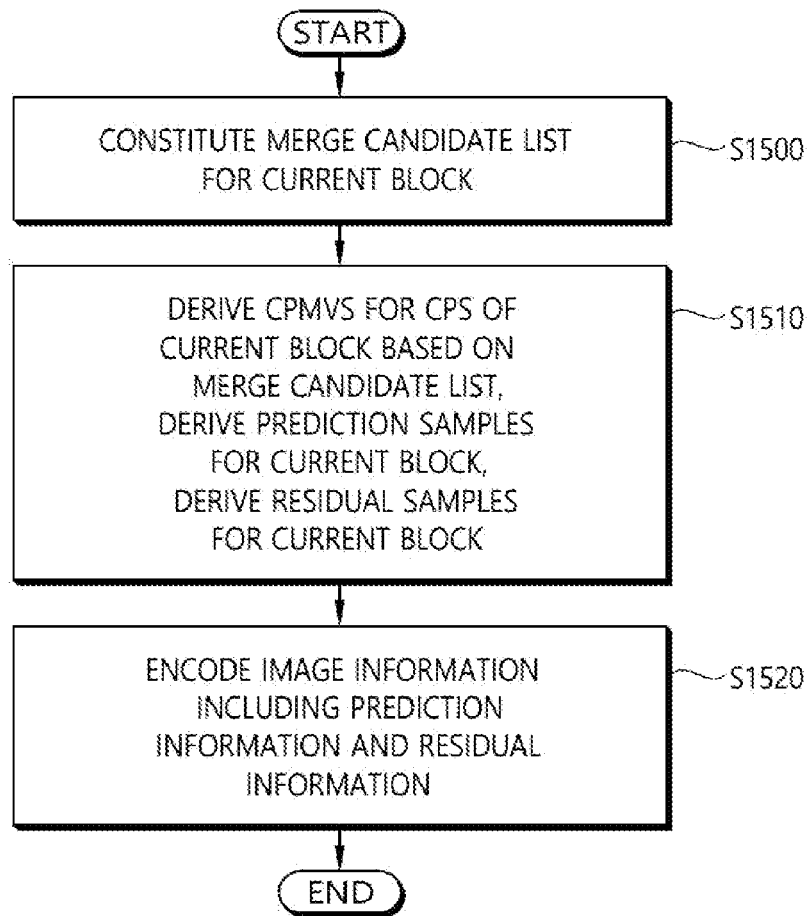 START
CONSTITUTE MERGE CANDIDATE LIST
FOR CURRENT BLOCK
S1500
DERIVE CPMVS FOR CPS OF
CURRENT BLOCK BASED ON
MERGE CANDIDATE LIST,
DERIVE PREDICTION SAMPLES
FOR CURRENT BLOCK,
DERIVE RESIDUAL SAMPLES
FOR CURRENT BLOCK
S1510
ENCODE IMAGE INFORMATION
INCLUDING PREDICTION
INFORMATION AND RESIDUAL
INFORMATION
S1520
END